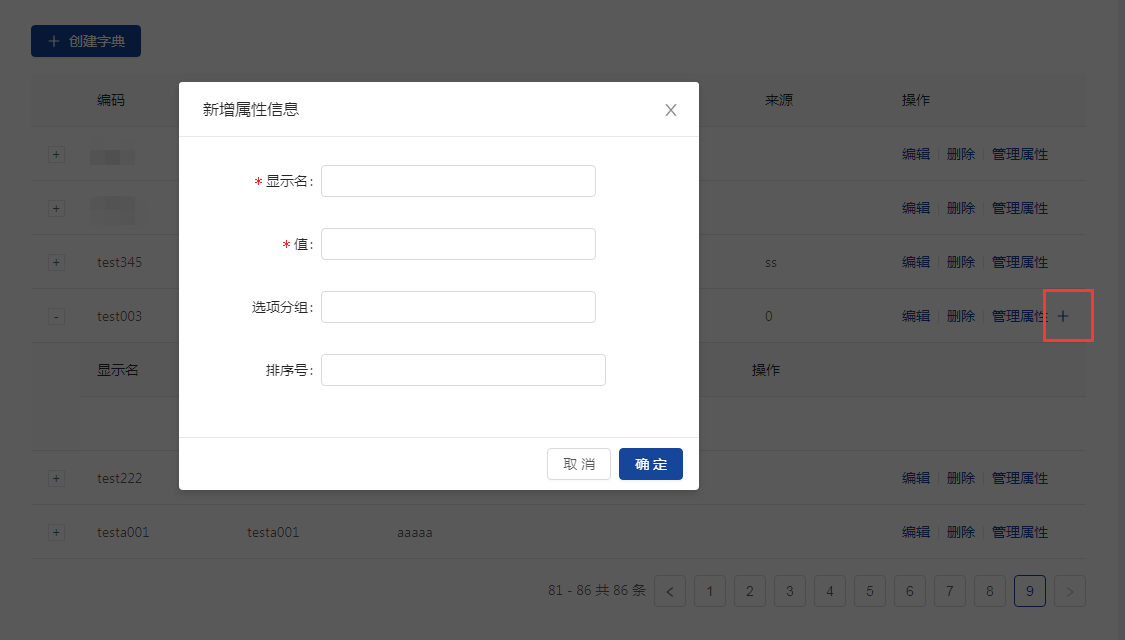 + 创建字典
编码 来源 操作
新增属性信息
+ 编辑 删除 管理属性
* 显示名:
+ 编辑 删除 管理属性
* 值:
+ test345 ss 编辑 删除 管理属性
选项分组:
- test003 0 编辑 删除 管理属性 +
显示名 操作
排序号:
取 消 确 定
+ test222 编辑 删除 管理属性
+ testa001 testa001 aaaaa 编辑 删除 管理属性
81 - 86 共 86 条 < 1 2 3 4 5 6 7 8 9 >